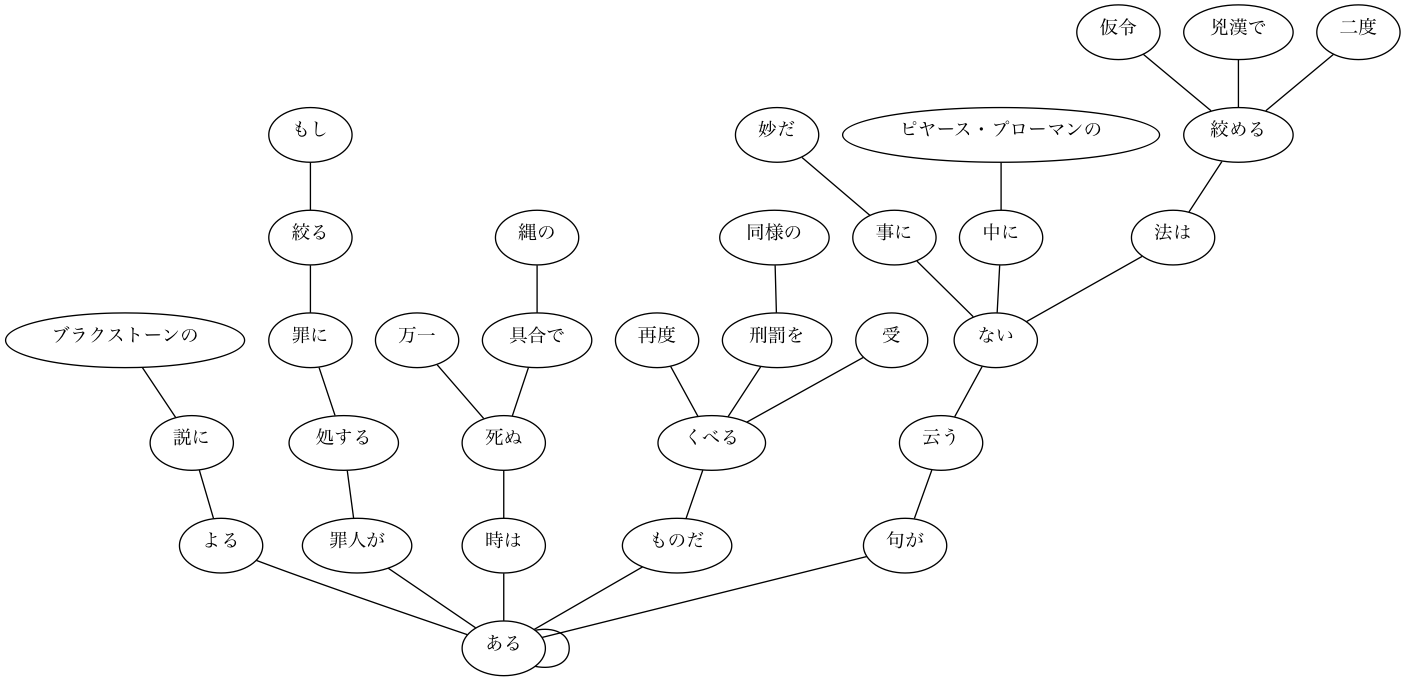 仮令 兇漢で 二度
もし 妙だ ピヤース・プローマンの 絞める
絞る 縄の 同様の 事に 中に 法は
ブラクストーンの 罪に 万一 具合で 再度 刑罰を 受 ない
説に 処する 死ぬ くべる 云う
よる 罪人が 時は ものだ 句が
ある